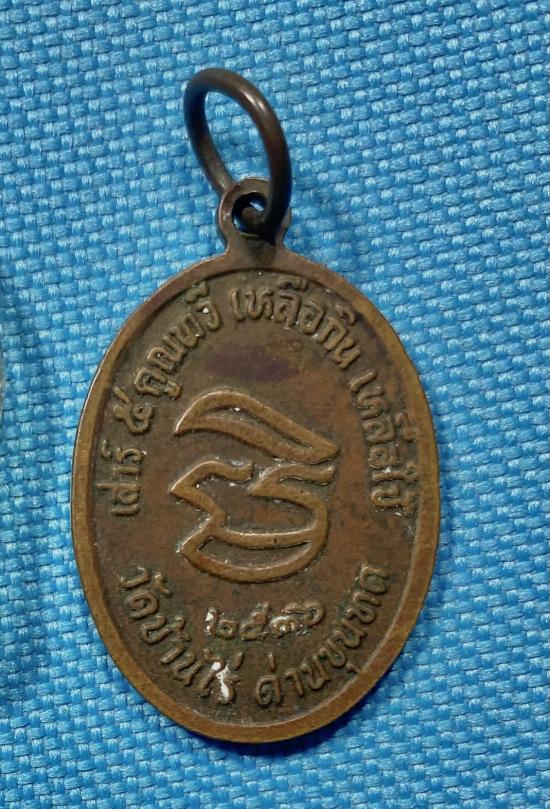 เสาร์ ๕ คูณทวี เหลือกิน เหลือใช้
๒๕๓๖
วัดบ้านไร่ ด่านขุนทด